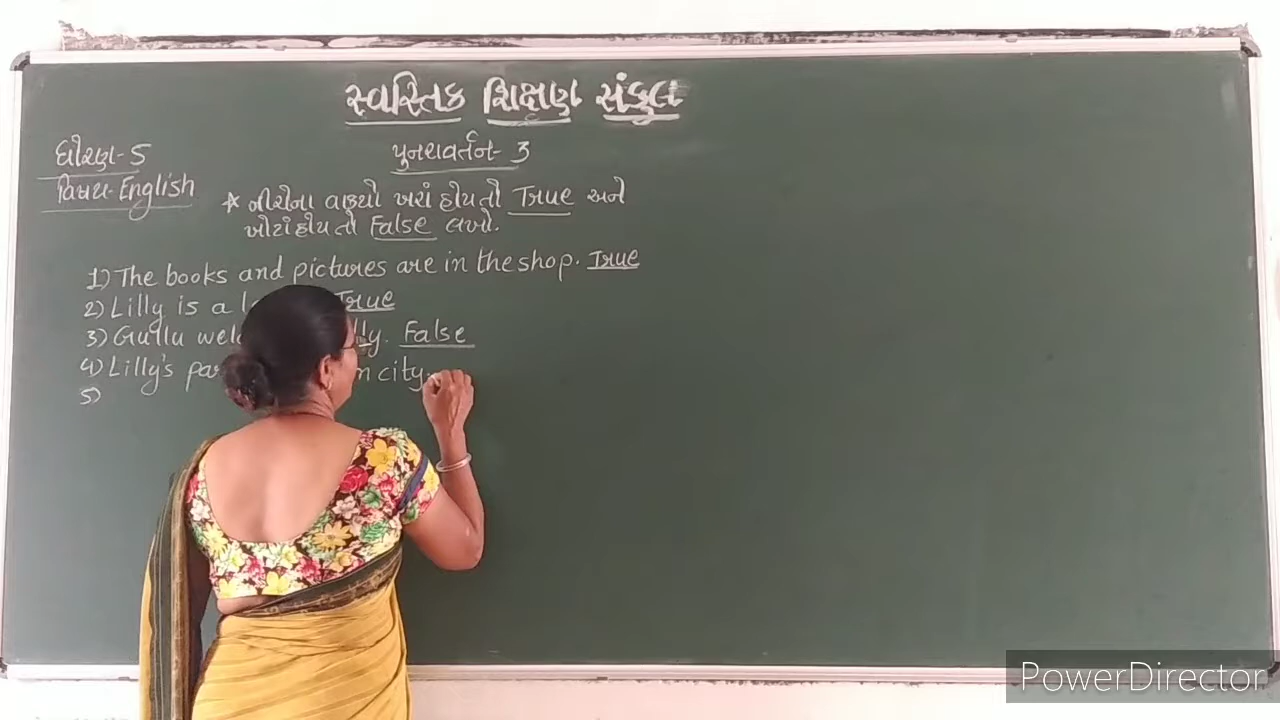 સ્વસ્તિક શિક્ષણ સંકુલ
ધોરણ-5
પુનરાવર્તન-3
વિષય-English
* નીચેના વાક્યો ખરાં હોય તો True અને
ખોટાં હોય તો False લખો.
1) The books and pictures are in the shop. True
2) Lilly is a True
3) Gullu False
4) Lilly's city.
5)
PowerDirector